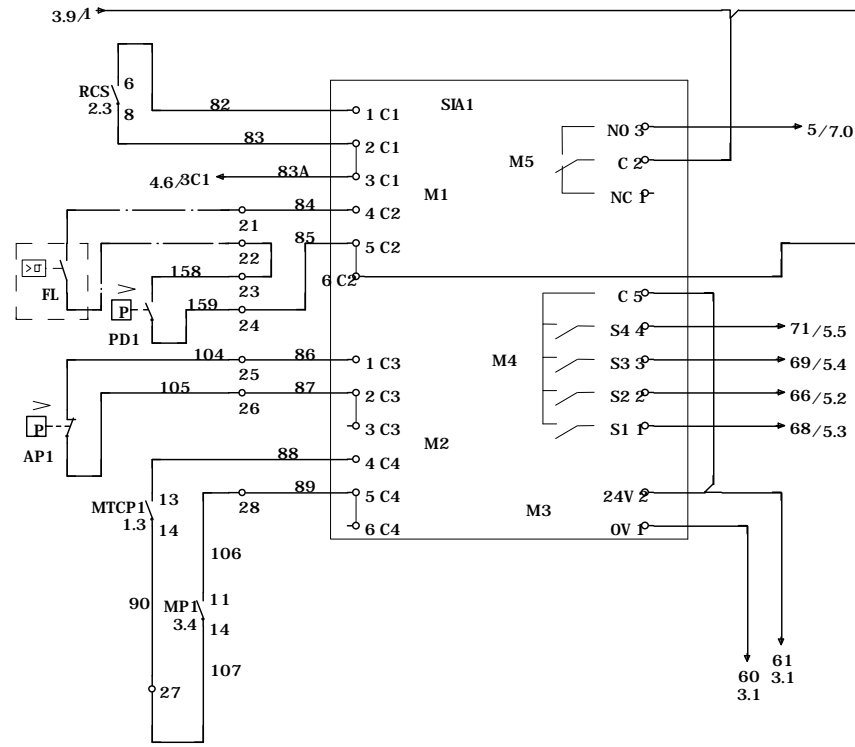 3.9/1
RCS
2.3
6
8
82
1 C1
SIA1
NO 3
5/7.0
83
2 C1
M5
C 2
4.6/3C1
83A
3 C1
M1
NC 1
84
4 C2
21
85
5 C2
22
6 C2
158
23
FL
P
159
24
PD1
C 5
S4 4
71/5.5
M4
104
25
86
1 C3
S3 3
69/5.4
105
26
87
2 C3
S2 2
66/5.2
P
3 C3
S1 1
68/5.3
AP1
M2
88
4 C4
MTCP1
1.3
13
14
28
89
5 C4
24V 2
M3
6 C4
0V 1
106
90
MP1
3.4
11
14
107
27
60
3.1
61
3.1